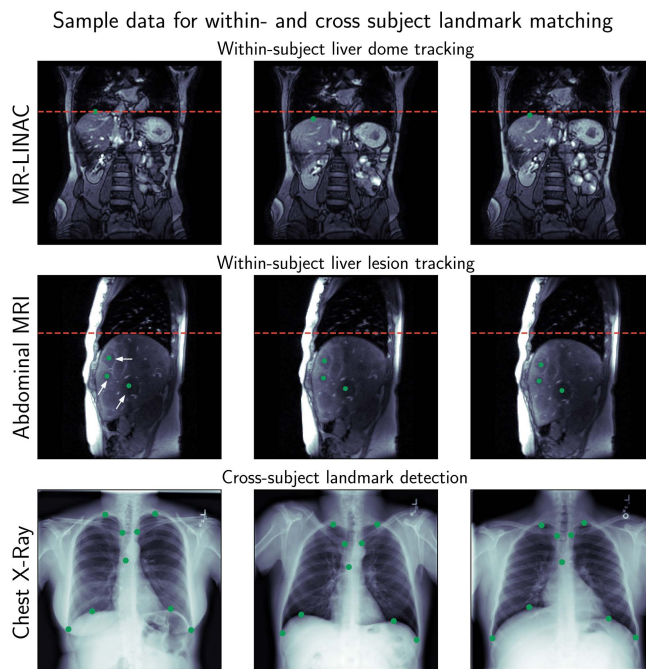 Sample data for within- and cross subject landmark matching
Within-subject liver dome tracking
MR-LINAC
Within-subject liver lesion tracking
Abdominal MRI
Cross-subject landmark detection
Chest X-Ray